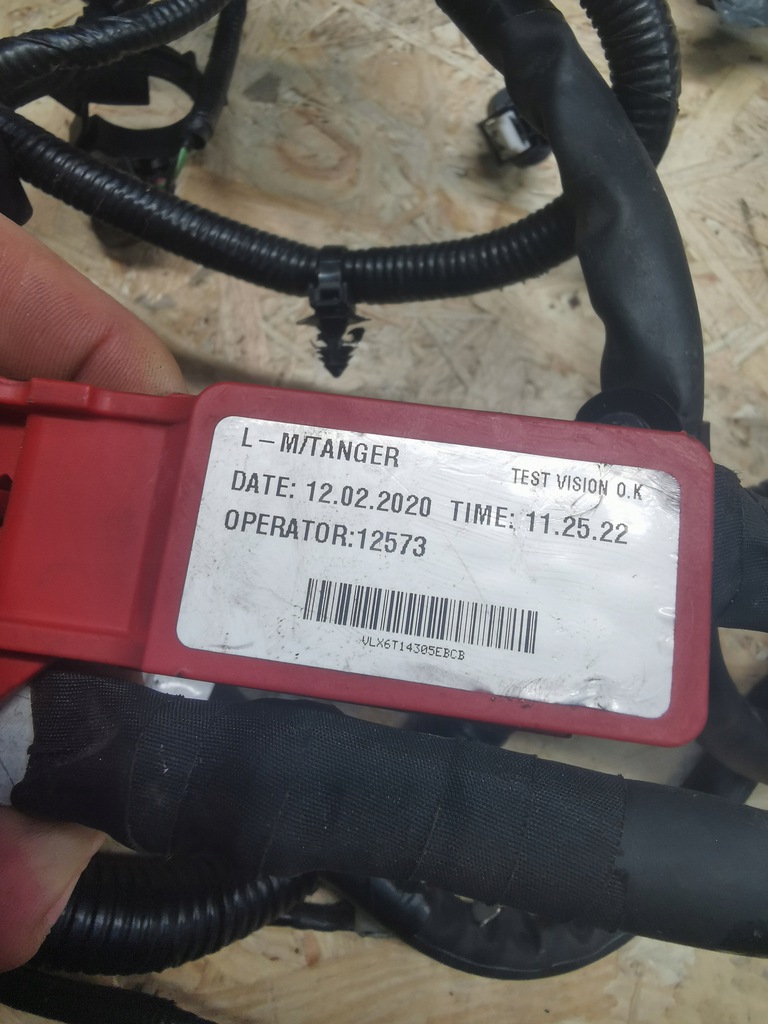 L-M/TANGER
TEST VISION O.K
DATE: 12.02.2020 TIME: 11.25.22
OPERATOR:12573
VLX6T14305EBCB